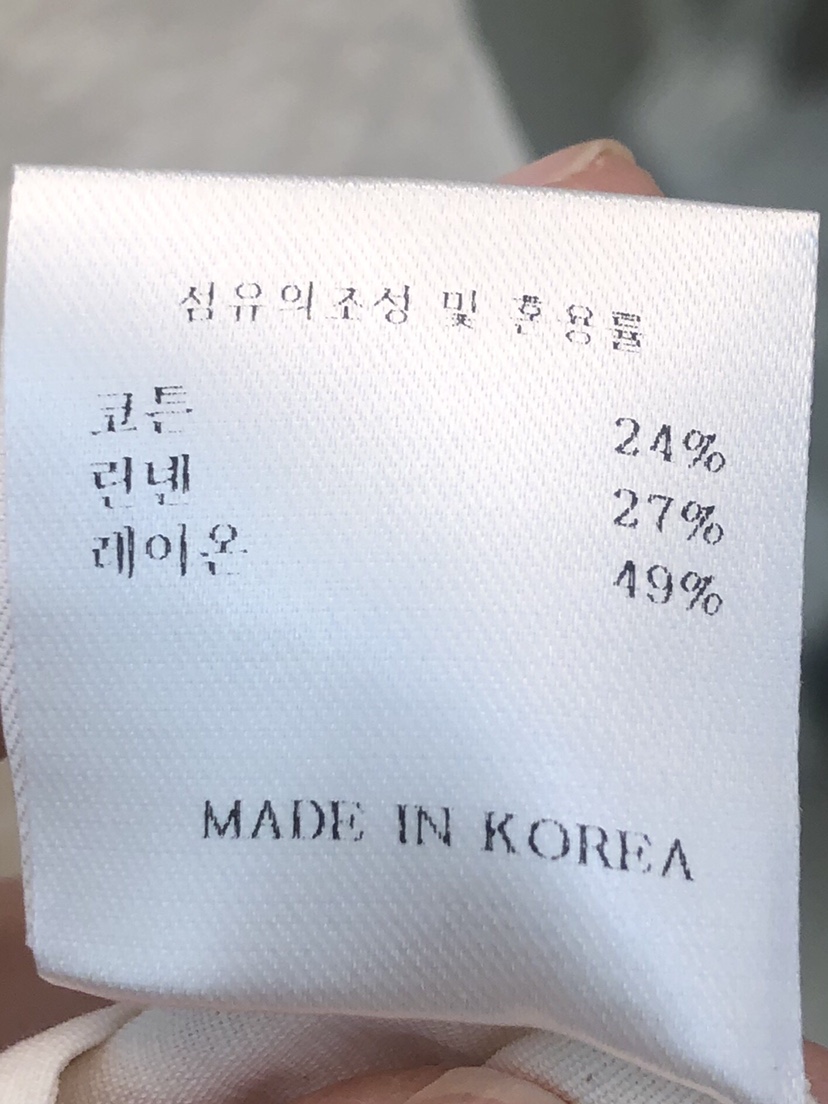 섬유의조성 및 혼용률
코튼 24%
린넨 27%
레이온 49%
MADE IN KOREA